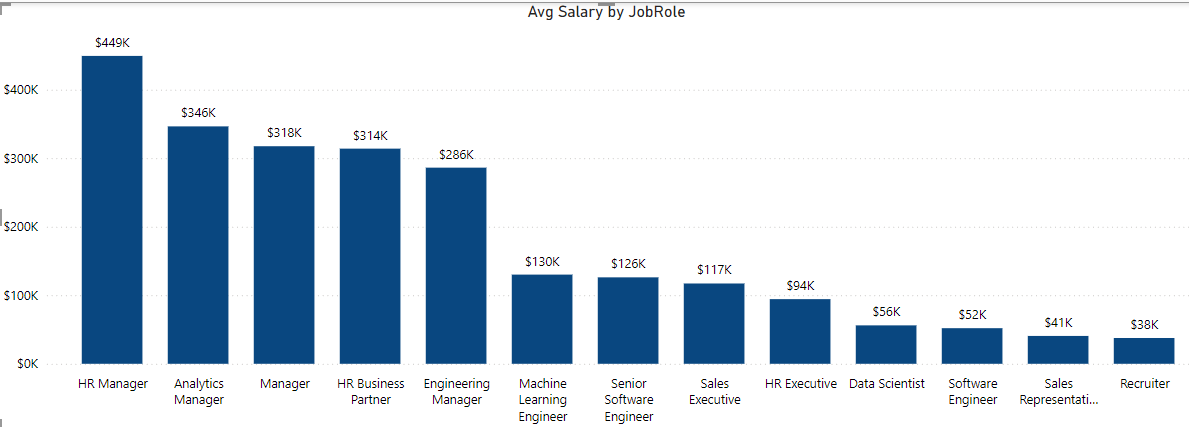 Avg Salary by JobRole
$449K
$346K
$318K
$314K
$286K
$130K
$126K
$117K
$94K
$56K
$52K
$41K
$38K
$400K
$300K
$200K
$100K
$0K
HR Manager
Analytics
Manager
Manager
HR Business
Partner
Engineering
Manager
Machine
Learning
Engineer
Senior
Software
Engineer
Sales
Executive
HR Executive
Data Scientist
Software
Engineer
Sales
Representati...
Recruiter